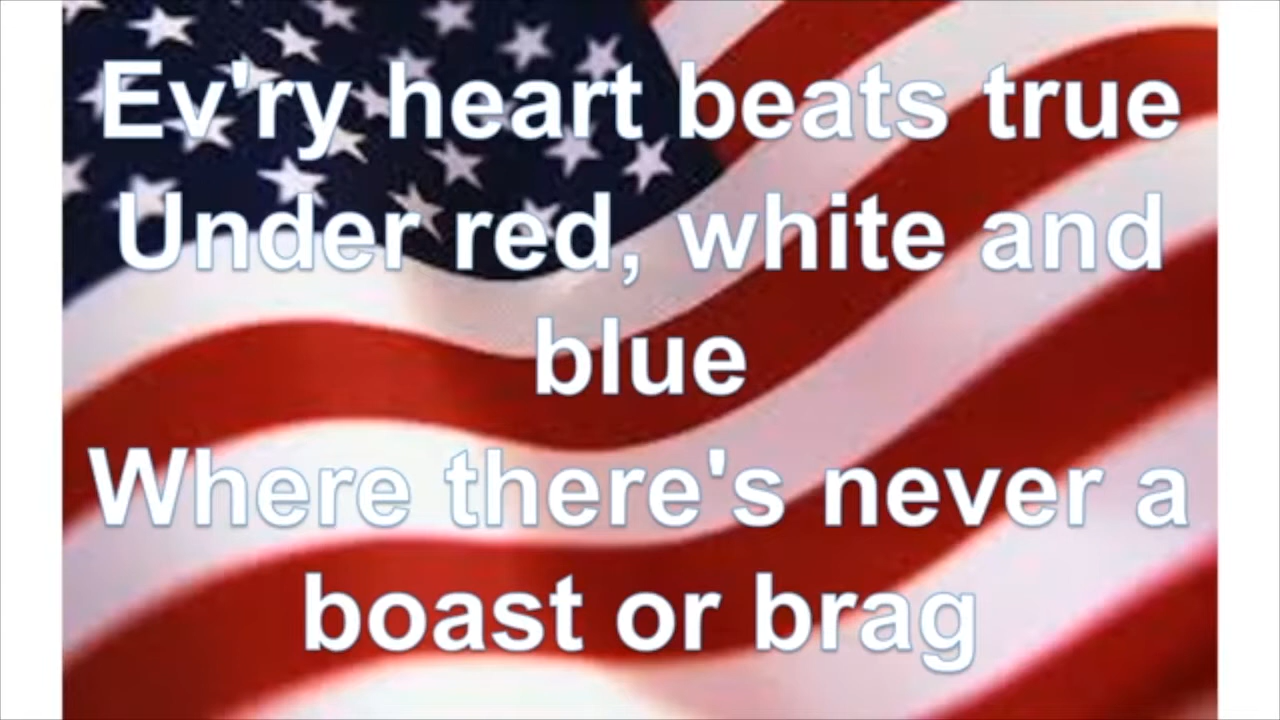 Ev'ry heart beats true
Under red, white and
blue
Where there's never a
boast or brag